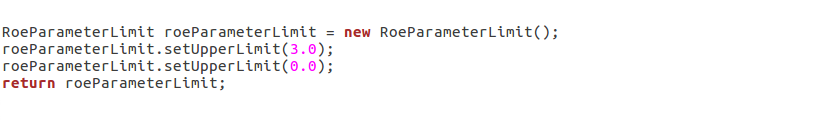 RoeParameterLimit roeParameterLimit = new RoeParameterLimit();
roeParameterLimit.setUpperLimit(3.0);
roeParameterLimit.setUpperLimit(0.0);
return roeParameterLimit;